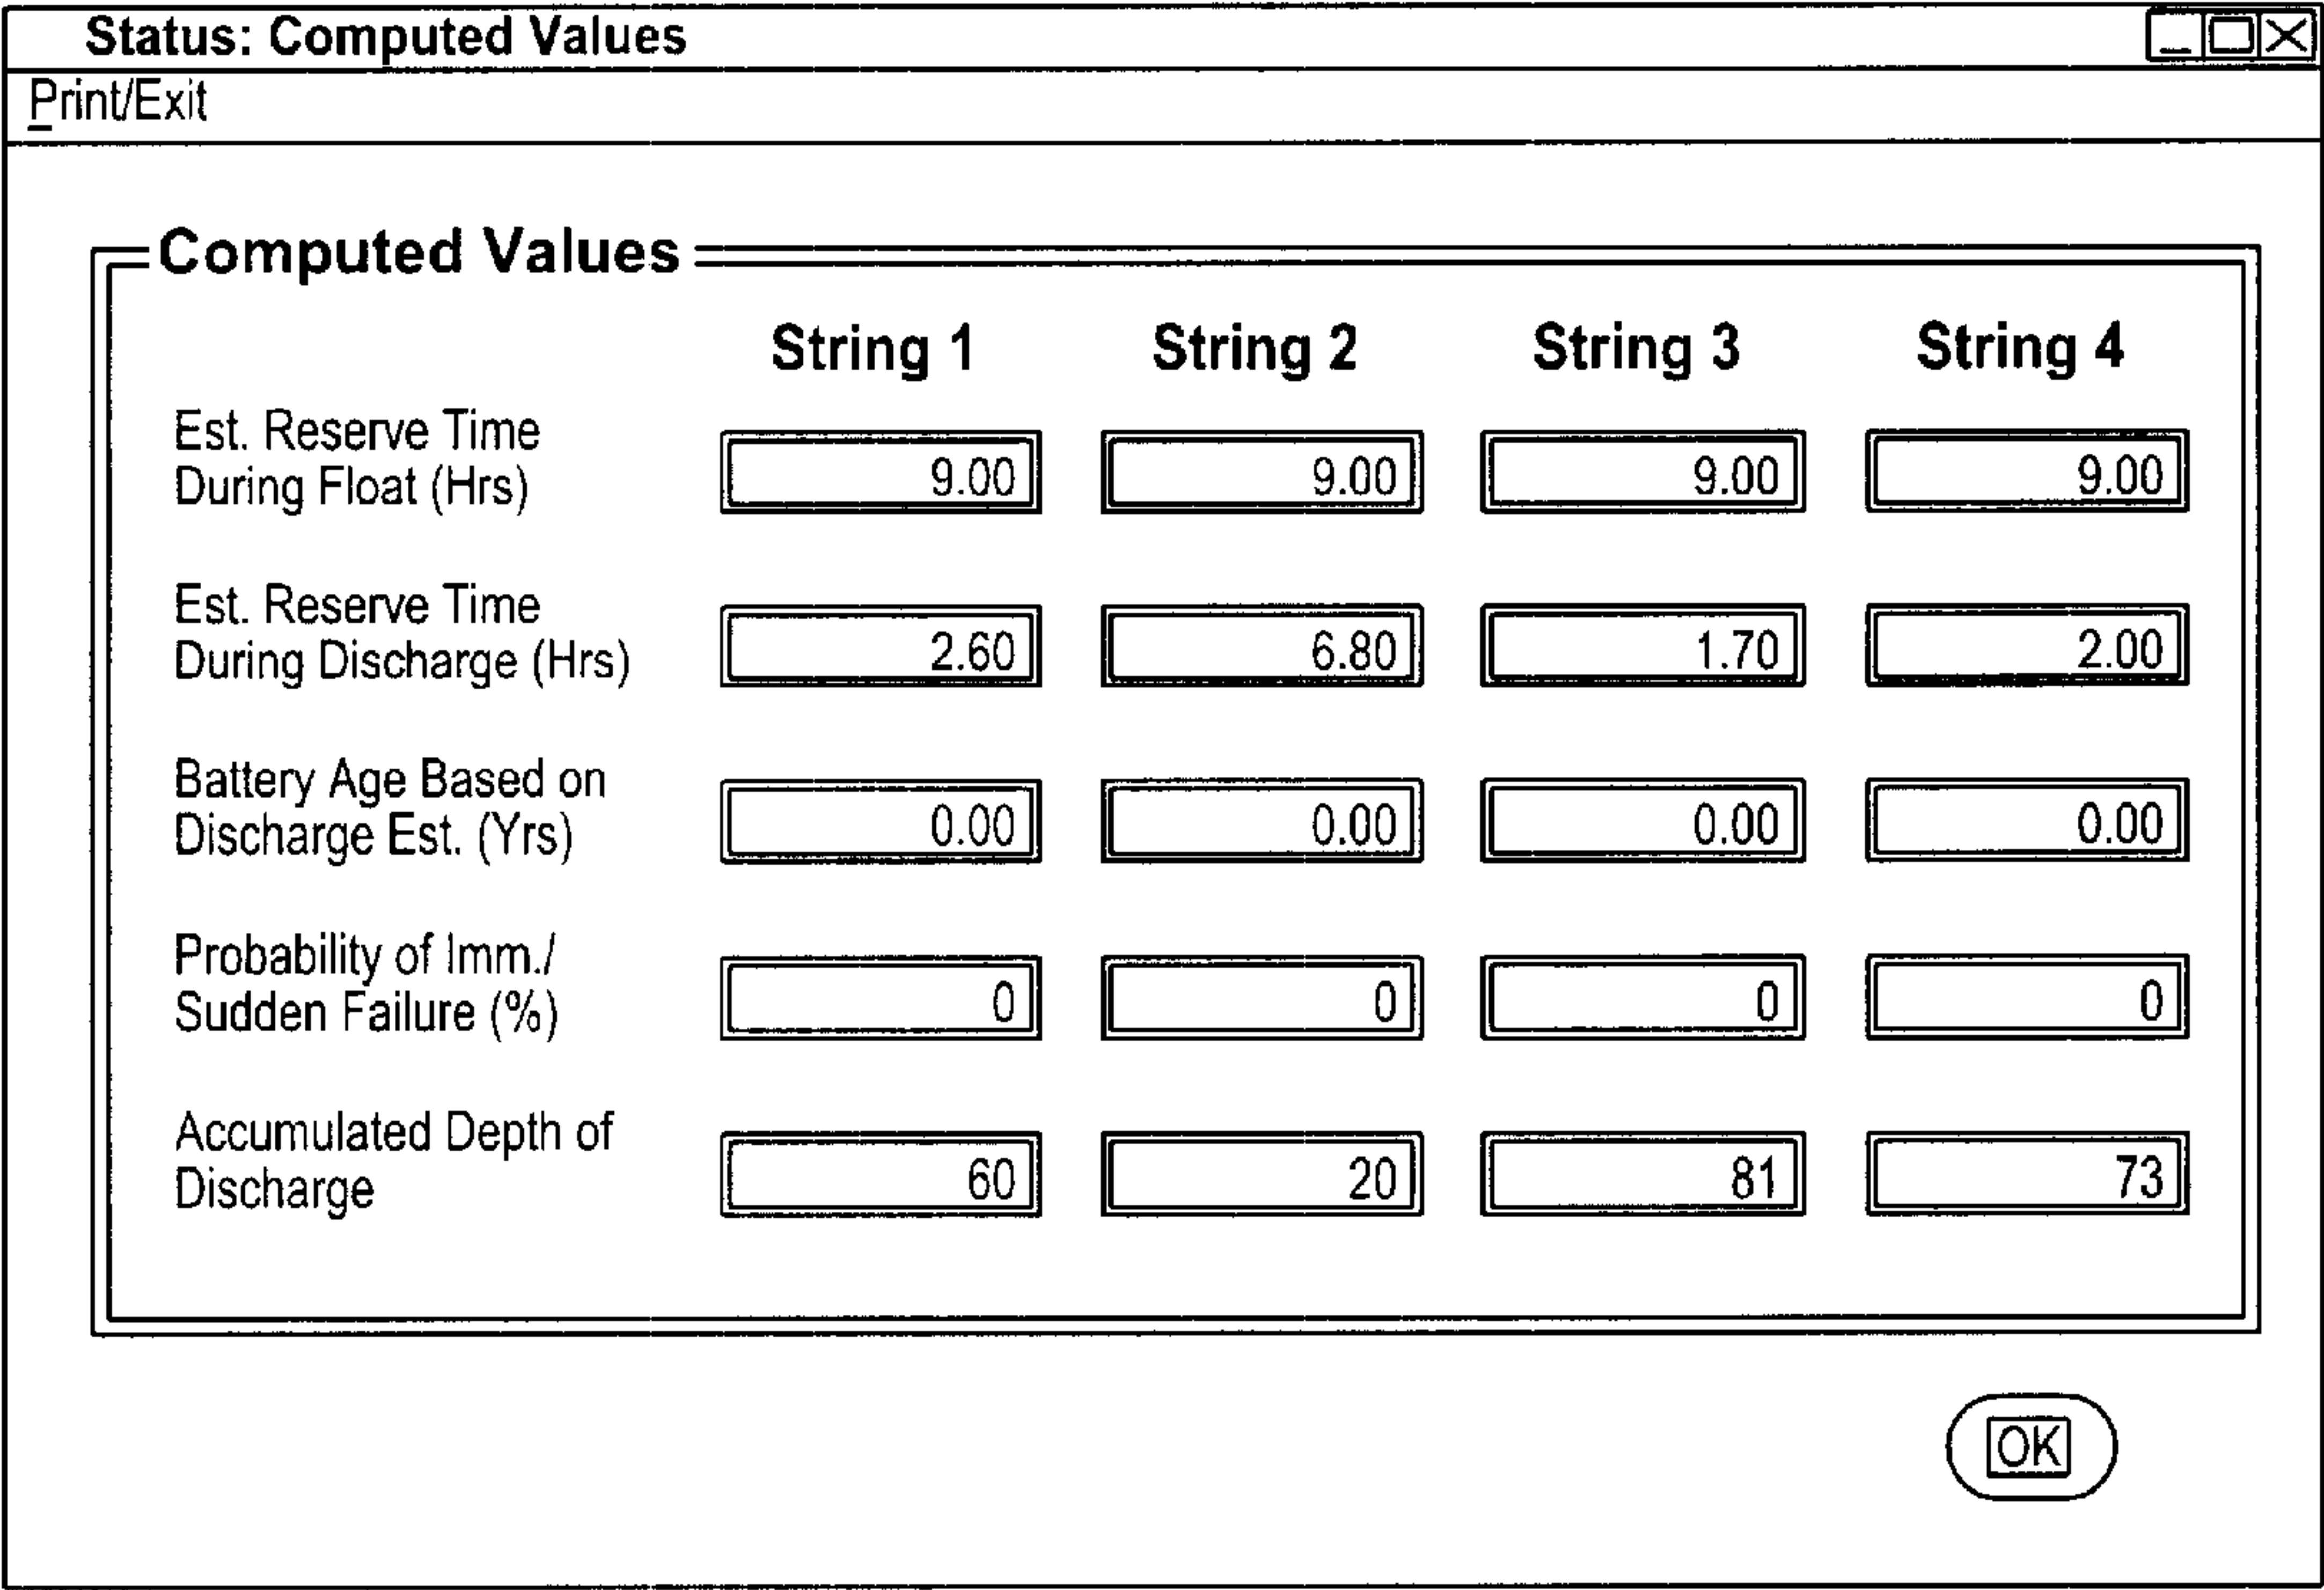 Status: Computed Values
Print/Exit
Computed Values
String 1 String 2 String 3 String 4
Est. Reserve Time
During Float (Hrs) 9.00 9.00 9.00 9.00
Est. Reserve Time
During Discharge (Hrs) 2.60 6.80 1.70 2.00
Battery Age Based on
Discharge Est. (Yrs) 0.00 0.00 0.00 0.00
Probability of Imm./
Sudden Failure (%) 0 0 0 0
Accumulated Depth of
Discharge 60 20 81 73
OK